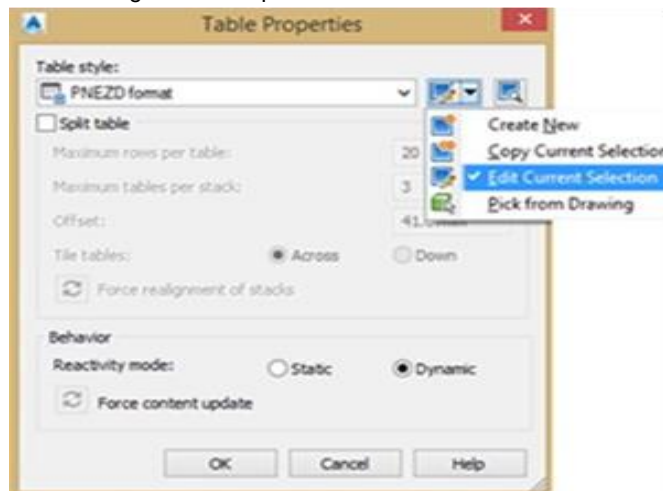 Table Properties
Table style:
PNEZD format
Split table
Create New
Maximum rows per table: 20
Copy Current Selection
Maximum tables per stack: 3
Edit Current Selection
Offset:
Pick from Drawing
Tile tables: Across Down
Force realignment of stacks
Behavior
Reactivity mode: Static Dynamic
Force content update
OK Cancel Help